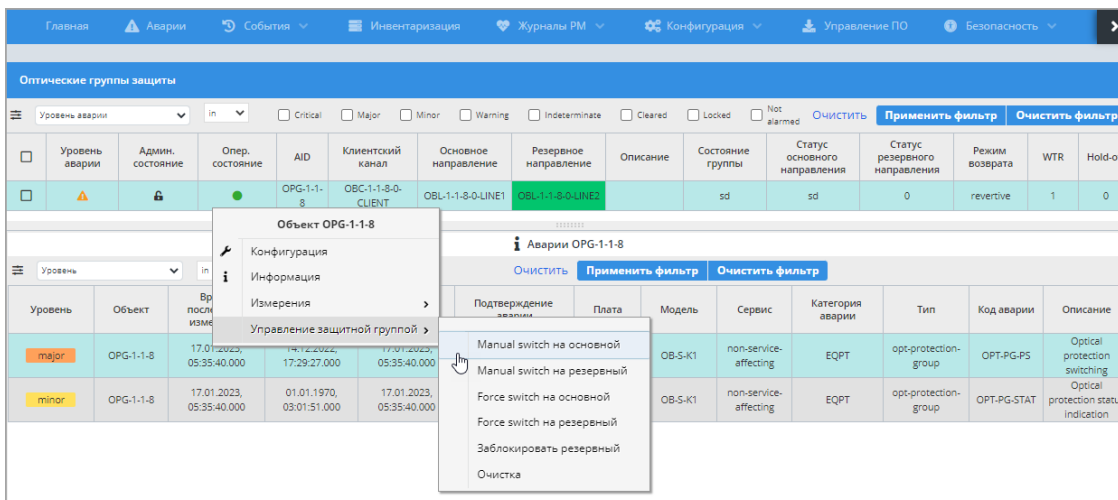 Главная Аварии События Инвентаризация Журналы РМ Конфигурация Управление ПО Безопасность
Оптические группы защиты
Уровень аварии in Critical Major Minor Warning Indeterminate Cleared Locked Not alarmed Очистить Применить фильтр Очистить фильтр
Уровень аварии Админ. состояние Опер. состояние AID Клиентский канал Основное направление Резервное направление Описание Состояние группы Статус основного направления Статус резервного направления Режим возврата WTR Hold-o
OPG-1-1-8 OBC-1-1-8-0-CLIENT OBL-1-1-8-0-LINE1 OBL-1-1-8-0-LINE2 sd sd 0 revertive 1 0
Объект OPG-1-1-8
Конфигурация
Информация
Измерения
Управление защитной группой
Аварии OPG-1-1-8
Уровень in Очистить Применить фильтр Очистить фильтр
Уровень Объект Вр посл изме Подтверждение аварии Плата Модель Сервис Категория аварии Тип Код аварии Описание
major OPG-1-1-8 17.01.2023, 05:35:40.000 14.12.2022, 17:29:27.000 17.01.2023, 05:35:40.000 OB-S-K1 non-service-affecting EQPT opt-protection-group OPT-PG-PS Optical protection switching
minor OPG-1-1-8 17.01.2023, 05:35:40.000 01.01.1970, 03:01:51.000 17.01.2023, 05:35:40.000 OB-S-K1 non-service-affecting EQPT opt-protection-group OPT-PG-STAT Optical protection statu indication
Manual switch на основной
Manual switch на резервный
Force switch на основной
Force switch на резервный
Заблокировать резервный
Очистка